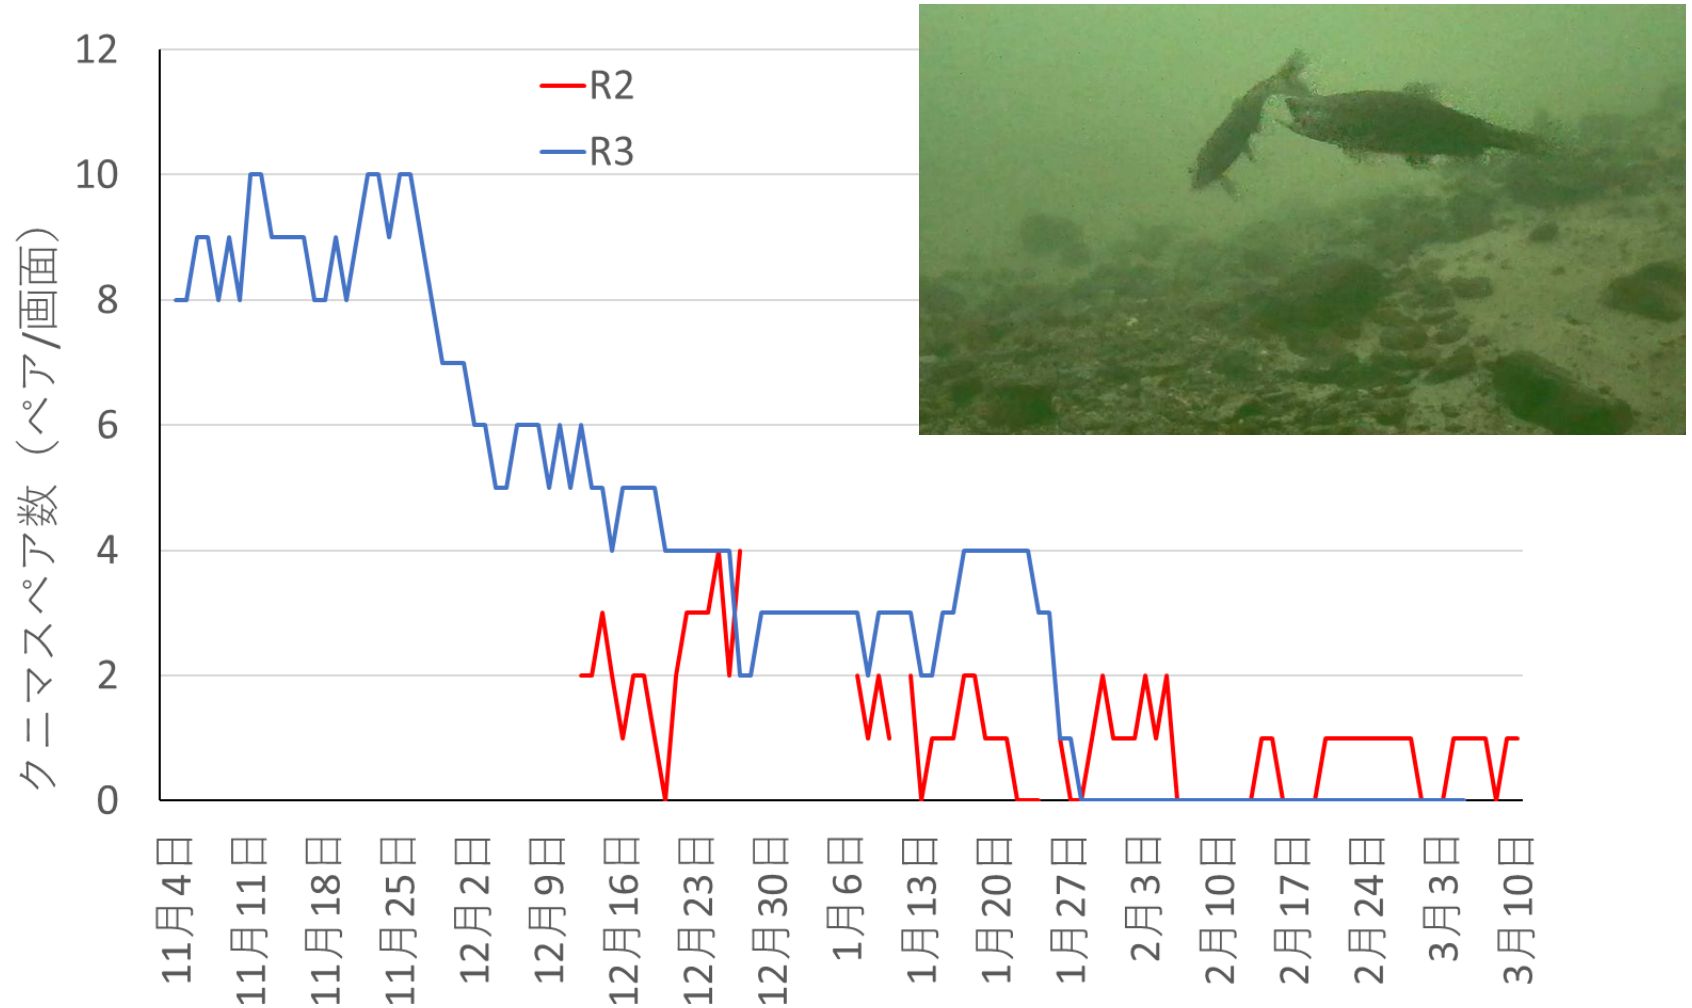 クニマスペア数（ペア/画面）
12
10
8
6
4
2
0
R2
R3
11月4日
11月11日
11月18日
11月25日
12月2日
12月9日
12月16日
12月23日
12月30日
1月6日
1月13日
1月20日
1月27日
2月3日
2月10日
2月17日
2月24日
3月3日
3月10日